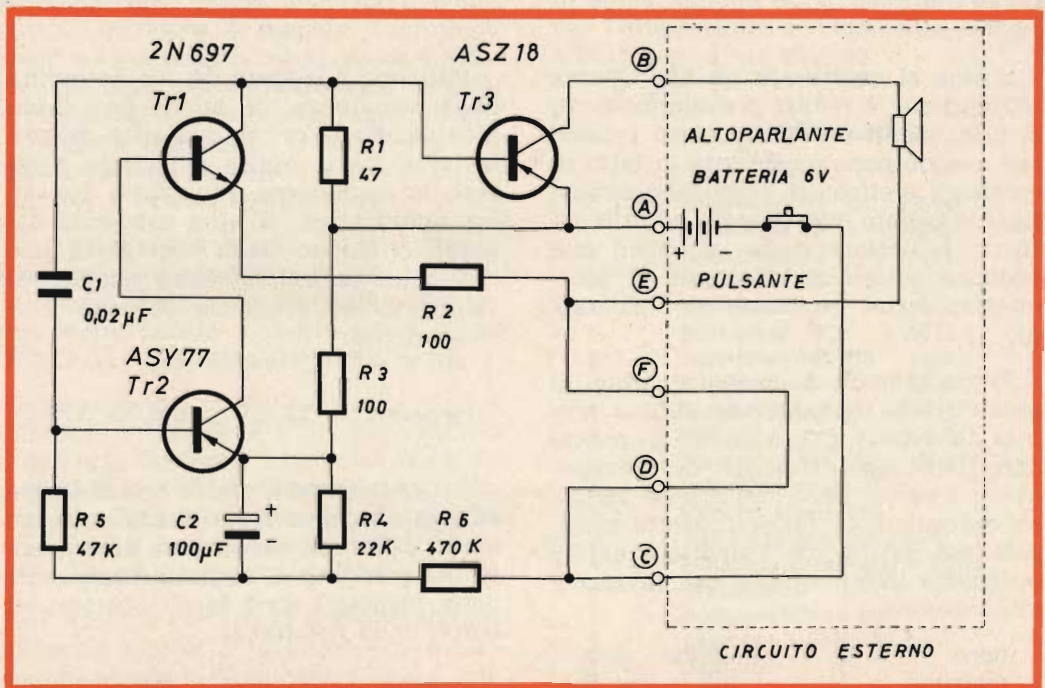 2N697
Tr1
ASZ18
Tr3
B
R1
47
ALTOPARLANTE
BATTERIA 6V
A
+ −
E
PULSANTE
R2
100
C1
0,02µF
F
R3
100
ASY77
Tr2
D
R5
47K
C2
100µF
+
−
R4
22K
R6
470K
C
CIRCUITO ESTERNO